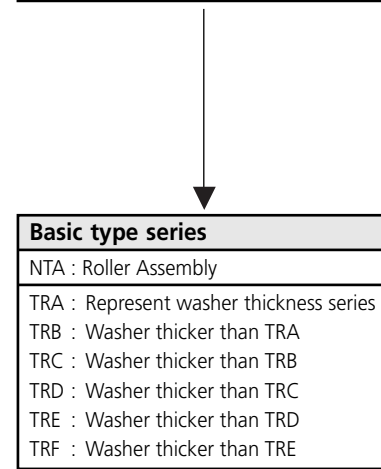 Basic type series
NTA : Roller Assembly
TRA : Represent washer thickness series
TRB : Washer thicker than TRA
TRC : Washer thicker than TRB
TRD : Washer thicker than TRC
TRE : Washer thicker than TRD
TRF : Washer thicker than TRE